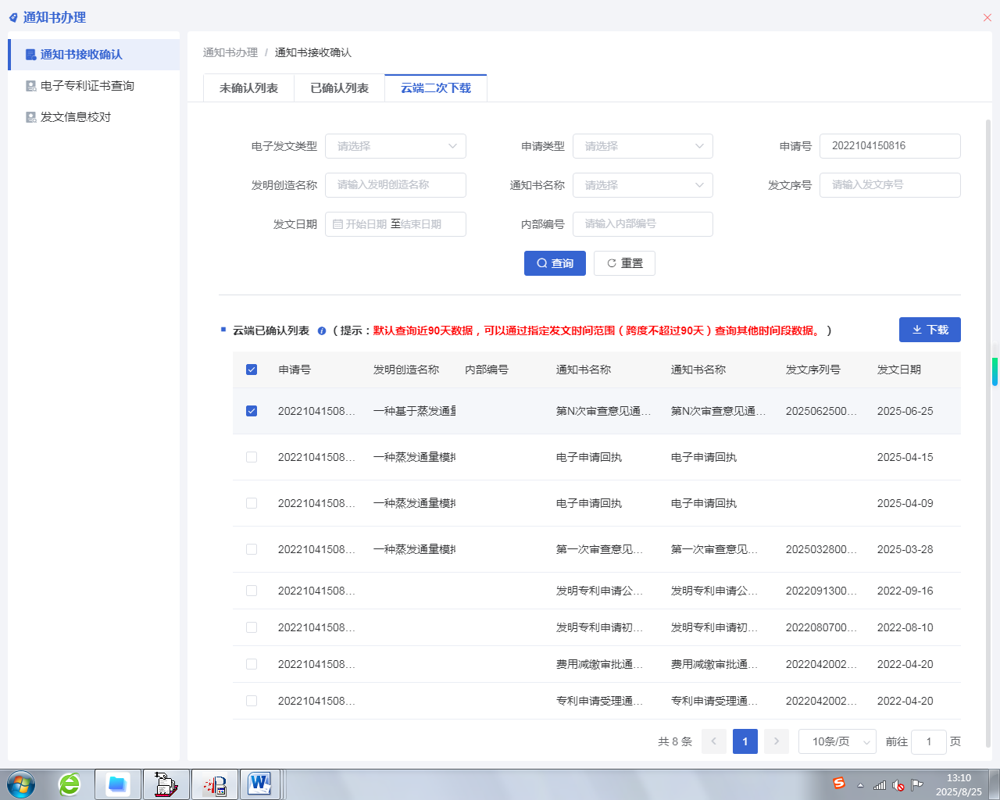 通知书办理
通知书接收确认
电子专利证书查询
发文信息校对
通知书办理 / 通知书接收确认
未确认列表 已确认列表 云端二次下载
电子发文类型 请选择 申请类型 请选择 申请号 2022104150816
发明创造名称 请输入发明创造名称 通知书名称 请选择 发文序号 请输入发文序号
发文日期 开始日期 至结束日期 内部编号 请输入内部编号
查询 重置
云端已确认列表 (提示:默认查询近90天数据,可以通过指定发文时间范围(跨度不超过90天)查询其他时间段数据。) 下载
申请号 发明创造名称 内部编号 通知书名称 通知书名称 发文序列号 发文日期
20221041508... 一种基于蒸发通量 第N次审查意见通... 第N次审查意见通... 2025062500... 2025-06-25
20221041508... 一种蒸发通量模拟 电子申请回执 电子申请回执 2025-04-15
20221041508... 一种蒸发通量模拟 电子申请回执 电子申请回执 2025-04-09
20221041508... 一种蒸发通量模拟 第一次审查意见... 第一次审查意见... 2025032800... 2025-03-28
20221041508... 发明专利申请公... 发明专利申请公... 2022091300... 2022-09-16
20221041508... 发明专利申请初... 发明专利申请初... 2022080700... 2022-08-10
20221041508... 费用减缴审批通... 费用减缴审批通... 2022042002... 2022-04-20
20221041508... 专利申请受理通... 专利申请受理通... 2022042002... 2022-04-20
共 8 条 1 10条/页 前往 1 页
13:10
2025/8/25